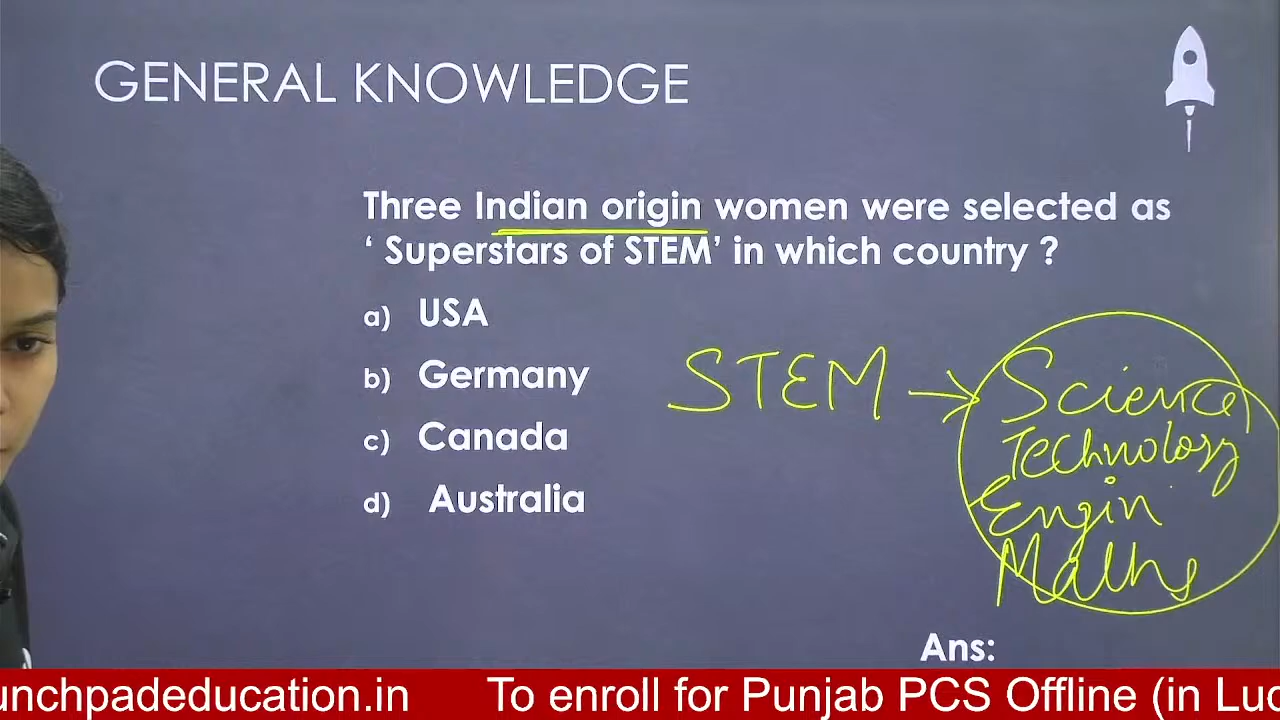 GENERAL KNOWLEDGE
Three Indian origin women were selected as
‘ Superstars of STEM’ in which country ?
a) USA
b) Germany
c) Canada
d) Australia
STEM → Science
Technology
Engin
Maths
Ans:
unchpadeducation.in To enroll for Punjab PCS Offline (in Luc